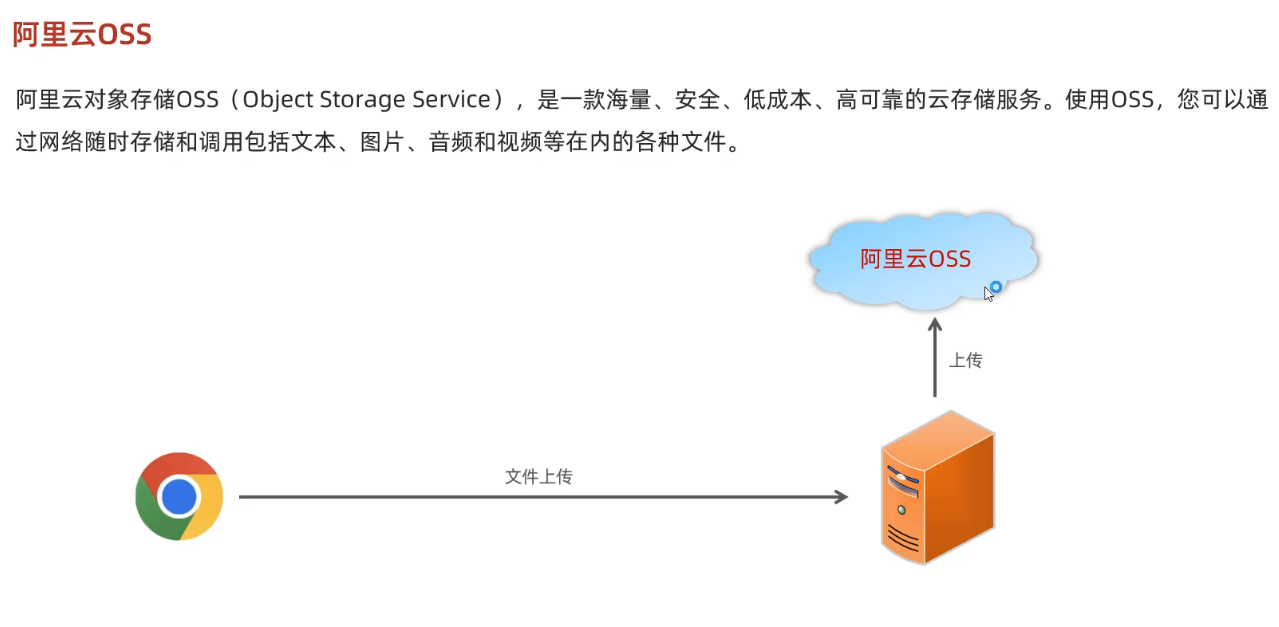 阿里云OSS
阿里云对象存储OSS（Object Storage Service），是一款海量、安全、低成本、高可靠的云存储服务。使用OSS，您可以通
过网络随时存储和调用包括文本、图片、音频和视频等在内的各种文件。
阿里云OSS
上传
文件上传